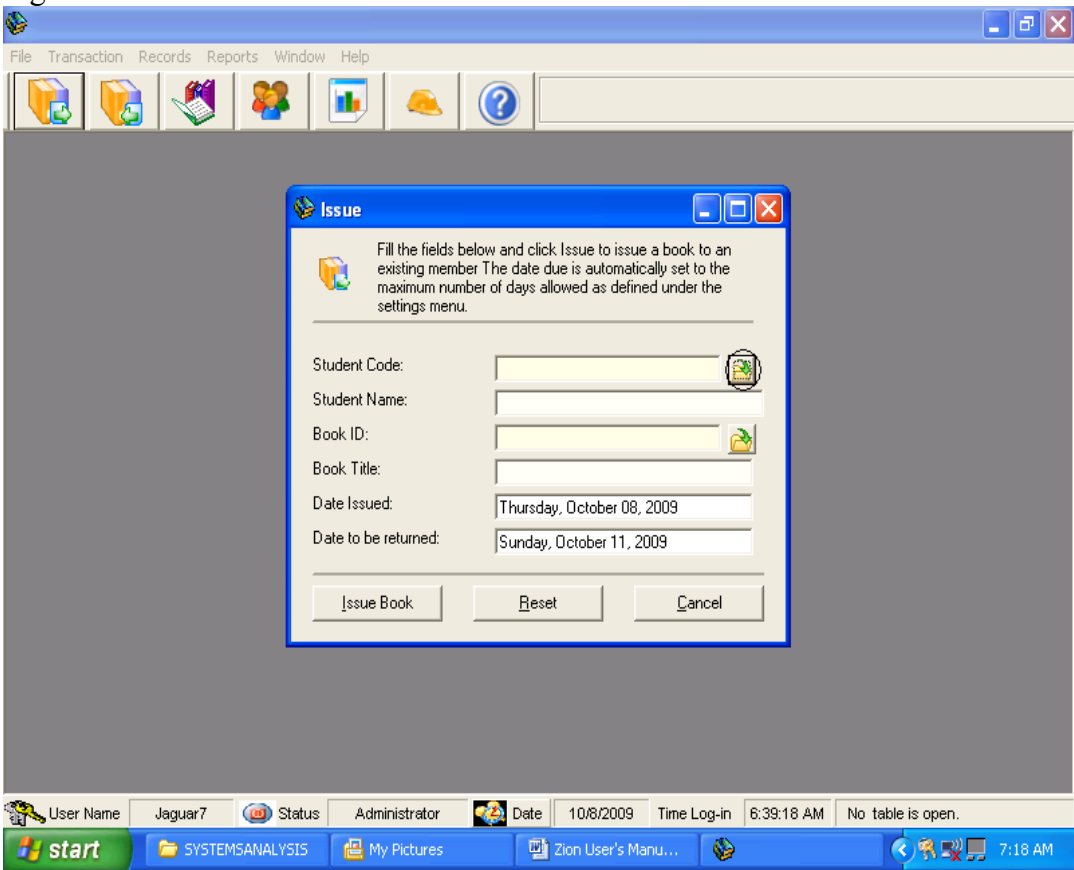 File Transaction Records Reports Window Help
Issue
Fill the fields below and click Issue to issue a book to an
existing member The date due is automatically set to the
maximum number of days allowed as defined under the
settings menu.
Student Code:
Student Name:
Book ID:
Book Title:
Date Issued: Thursday, October 08, 2009
Date to be returned: Sunday, October 11, 2009
Issue Book Reset Cancel
User Name Jaguar7 Status Administrator Date 10/8/2009 Time Log-in 6:39:18 AM No table is open.
start SYSTEMSANALYSIS My Pictures Zion User's Manu... 7:18 AM